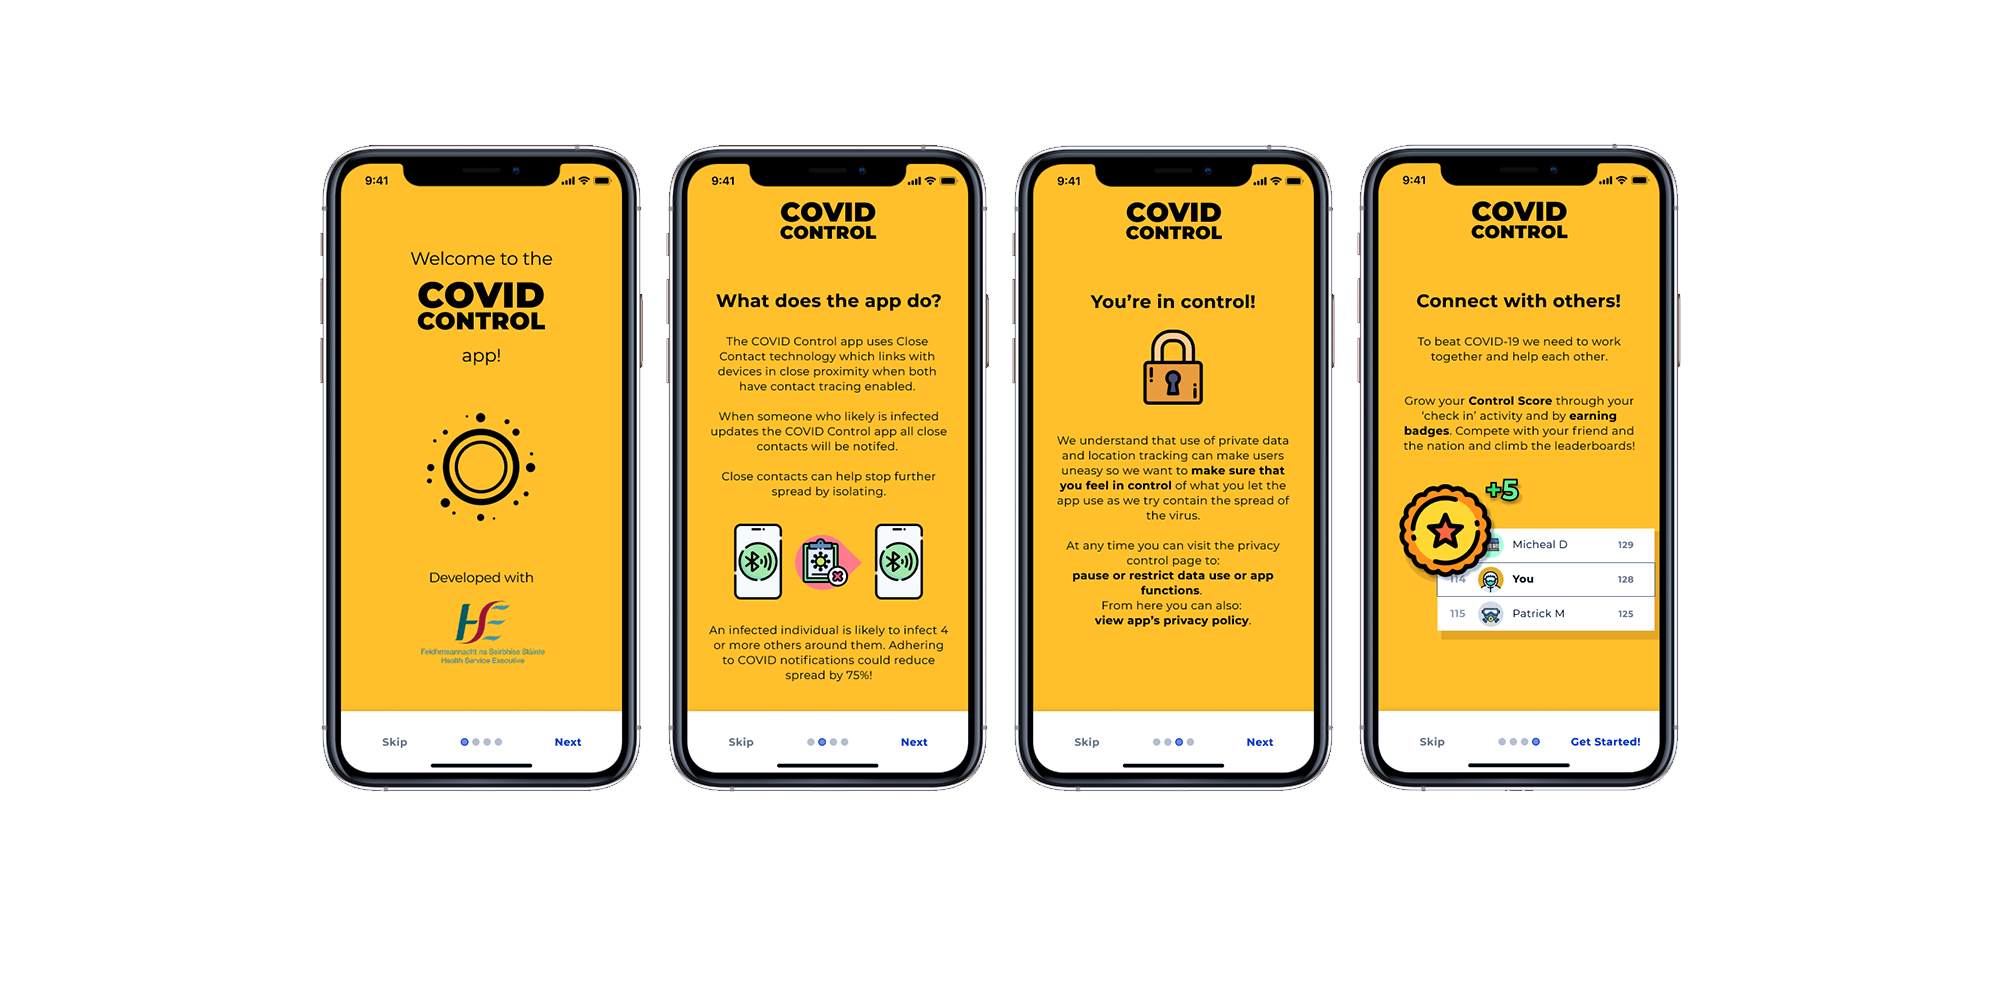 9:41
Welcome to the
COVID
CONTROL
app!
Developed with
Feidhmeannacht na Seirbhíse Sláinte
Health Service Executive
Skip
Next
9:41
COVID
CONTROL
What does the app do?
The COVID Control app uses Close
Contact technology which links with
devices in close proximity when both
have contact tracing enabled.
When someone who likely is infected
updates the COVID Control app all close
contacts will be notifed.
Close contacts can help stop further
spread by isolating.
An infected individual is likely to infect 4
or more others around them. Adhering
to COVID notifications could reduce
spread by 75%!
Skip
Next
9:41
COVID
CONTROL
You're in control!
We understand that use of private data
and location tracking can make users
uneasy so we want to make sure that
you feel in control of what you let the
app use as we try contain the spread of
the virus.
At any time you can visit the privacy
control page to:
pause or restrict data use or app
functions.
From here you can also:
view app's privacy policy.
Skip
Next
9:41
COVID
CONTROL
Connect with others!
To beat COVID-19 we need to work
together and help each other.
Grow your Control Score through your
'check in' activity and by earning
badges. Compete with your friend and
the nation and climb the leaderboards!
+5
Micheal D 129
114 You 128
115 Patrick M 125
Skip
Get Started!